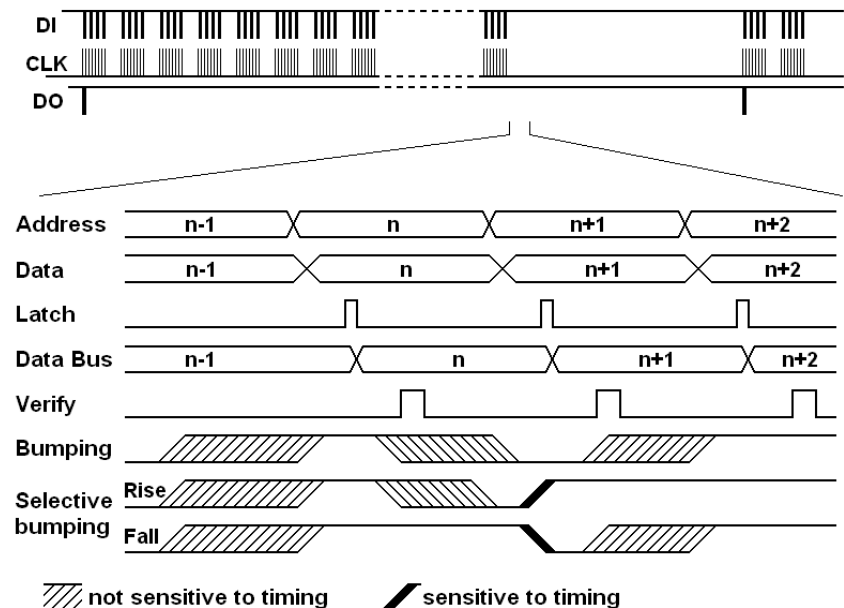 DI
CLK
DO
Address n-1 n n+1 n+2
Data n-1 n n+1 n+2
Latch
Data Bus n-1 n n+1 n+2
Verify
Bumping
Selective bumping
Rise
Fall
not sensitive to timing
sensitive to timing